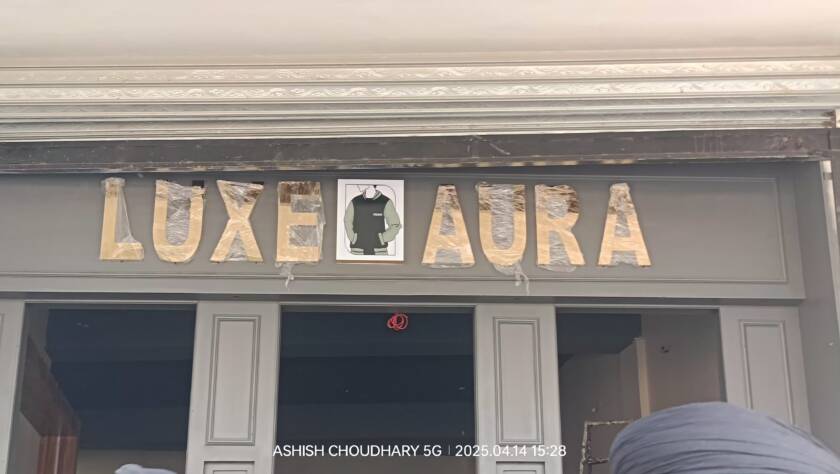 LUXE AURA
ASHISH CHOUDHARY 5G | 2025.04.14 15:28